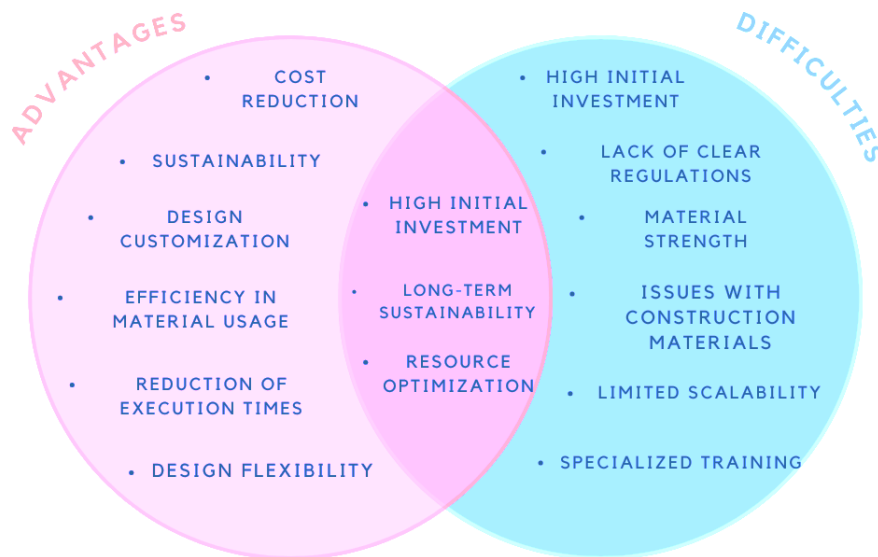 ADVANTAGES
• COST
REDUCTION
• SUSTAINABILITY
• DESIGN
CUSTOMIZATION
• EFFICIENCY IN
MATERIAL USAGE
• REDUCTION OF
EXECUTION TIMES
• DESIGN FLEXIBILITY
• HIGH INITIAL
INVESTMENT
• LONG-TERM
SUSTAINABILITY
• RESOURCE
OPTIMIZATION
DIFFICULTIES
• HIGH INITIAL
INVESTMENT
• LACK OF CLEAR
REGULATIONS
• MATERIAL
STRENGTH
• ISSUES WITH
CONSTRUCTION
MATERIALS
• LIMITED SCALABILITY
• SPECIALIZED TRAINING